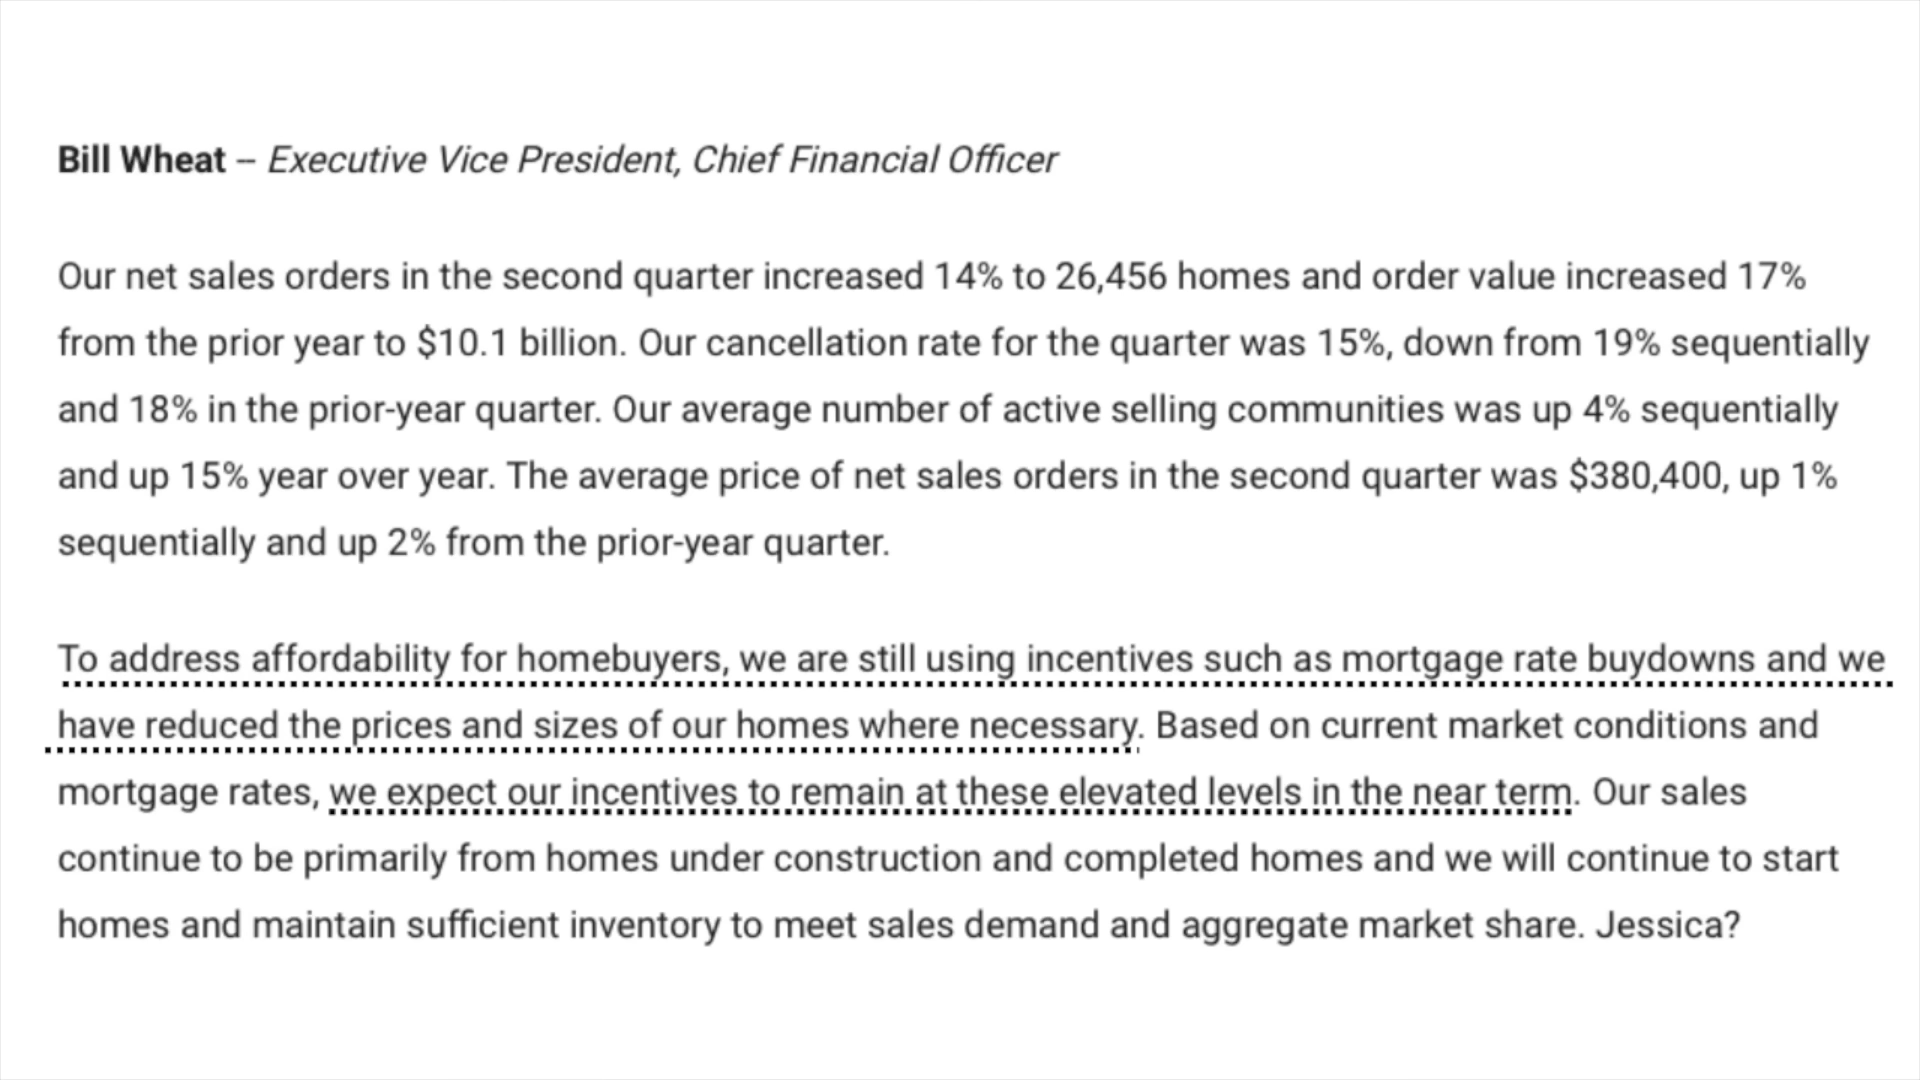 Bill Wheat – Executive Vice President, Chief Financial Officer
Our net sales orders in the second quarter increased 14% to 26,456 homes and order value increased 17%
from the prior year to $10.1 billion. Our cancellation rate for the quarter was 15%, down from 19% sequentially
and 18% in the prior-year quarter. Our average number of active selling communities was up 4% sequentially
and up 15% year over year. The average price of net sales orders in the second quarter was $380,400, up 1%
sequentially and up 2% from the prior-year quarter.
To address affordability for homebuyers, we are still using incentives such as mortgage rate buydowns and we
have reduced the prices and sizes of our homes where necessary. Based on current market conditions and
mortgage rates, we expect our incentives to remain at these elevated levels in the near term. Our sales
continue to be primarily from homes under construction and completed homes and we will continue to start
homes and maintain sufficient inventory to meet sales demand and aggregate market share. Jessica?